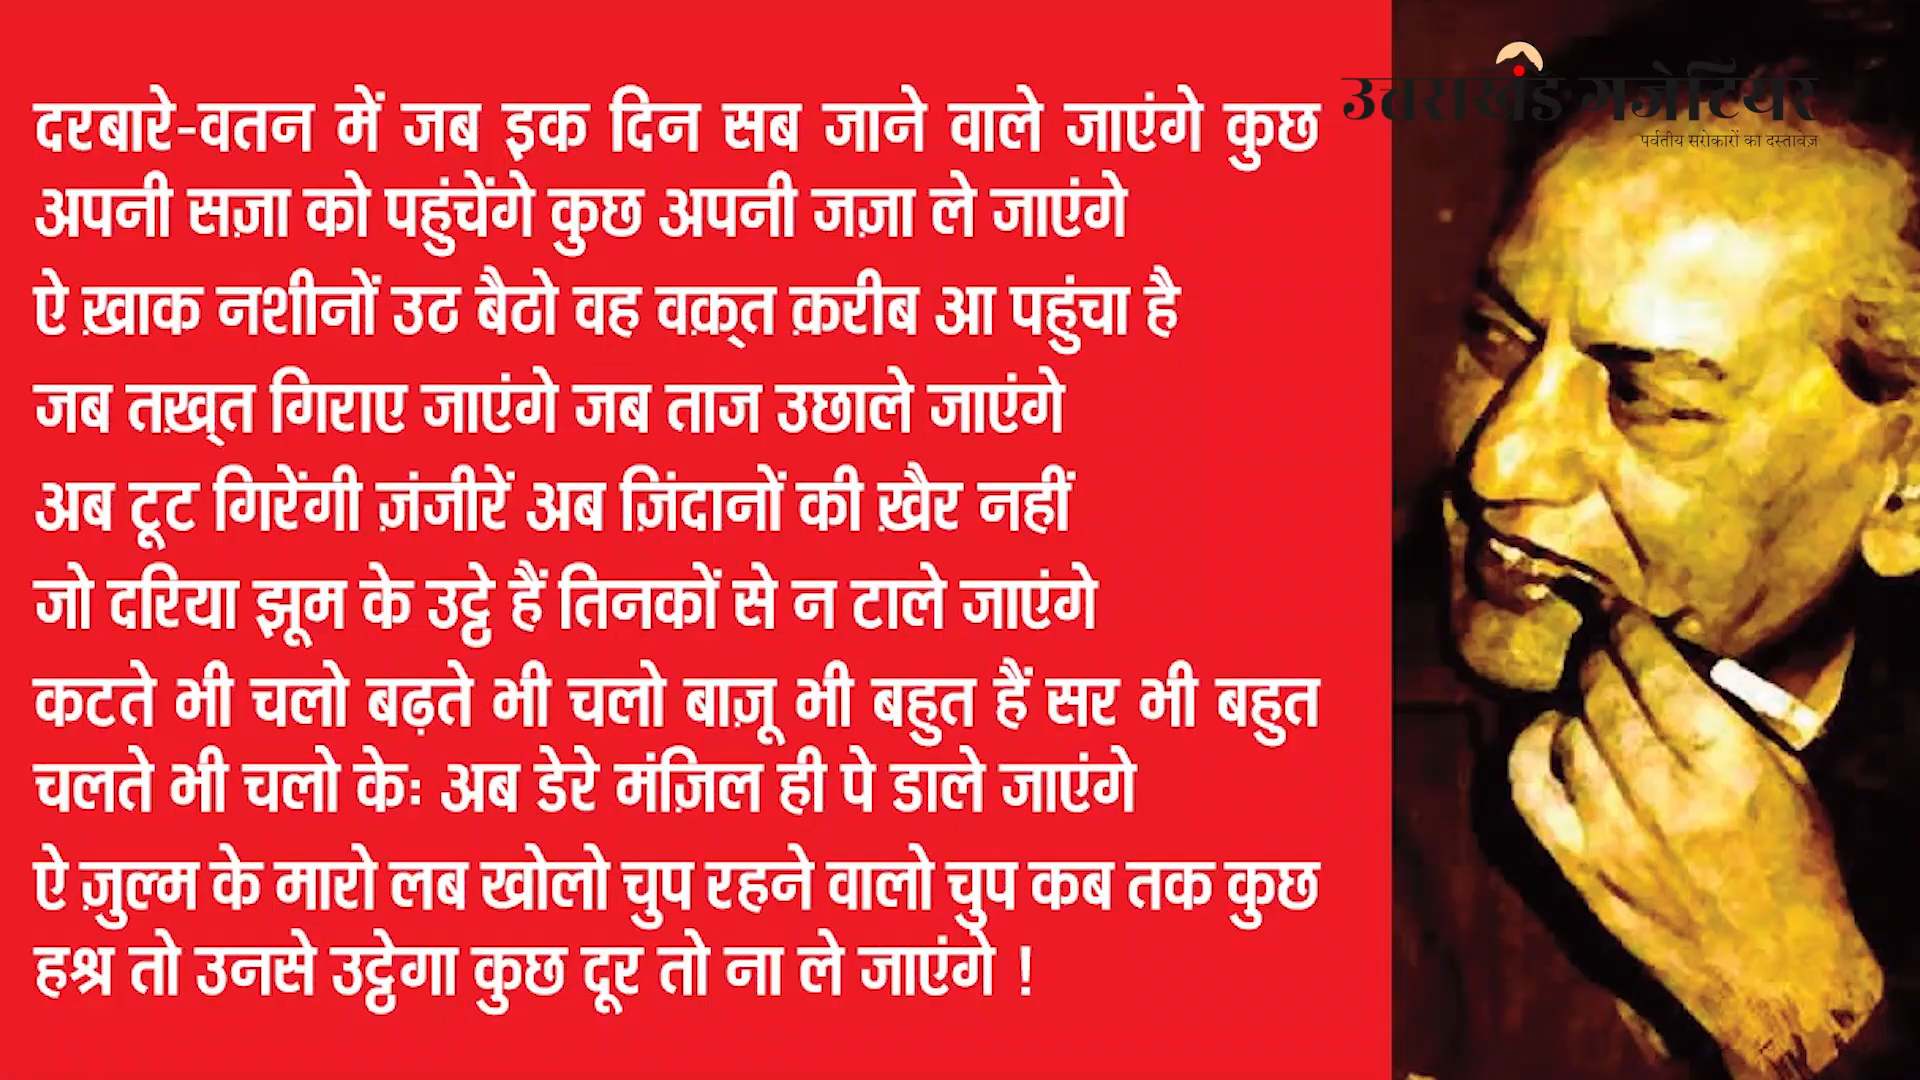 दरबारे-वतन में जब इक दिन सब जाने वाले जाएंगे कुछ
अपनी सज़ा को पहुंचेंगे कुछ अपनी जज़ा ले जाएंगे
ऐ ख़ाक नशीनों उठ बैठो वह वक़्त क़रीब आ पहुंचा है
जब तख़्त गिराए जाएंगे जब ताज उछाले जाएंगे
अब टूट गिरेंगी ज़ंजीरें अब ज़िंदानों की ख़ैर नहीं
जो दरिया झूम के उट्ठे हैं तिनकों से न टाले जाएंगे
कटते भी चलो बढ़ते भी चलो बाज़ू भी बहुत हैं सर भी बहुत
चलते भी चलो केः अब डेरे मंज़िल ही पे डाले जाएंगे
ऐ ज़ुल्म के मारो लब खोलो चुप रहने वालो चुप कब तक कुछ
हश्र तो उनसे उट्ठेगा कुछ दूर तो ना ले जाएंगे !
उत्तराखंड गजेटियर
पर्वतीय सरोकारों का दस्तावेज़